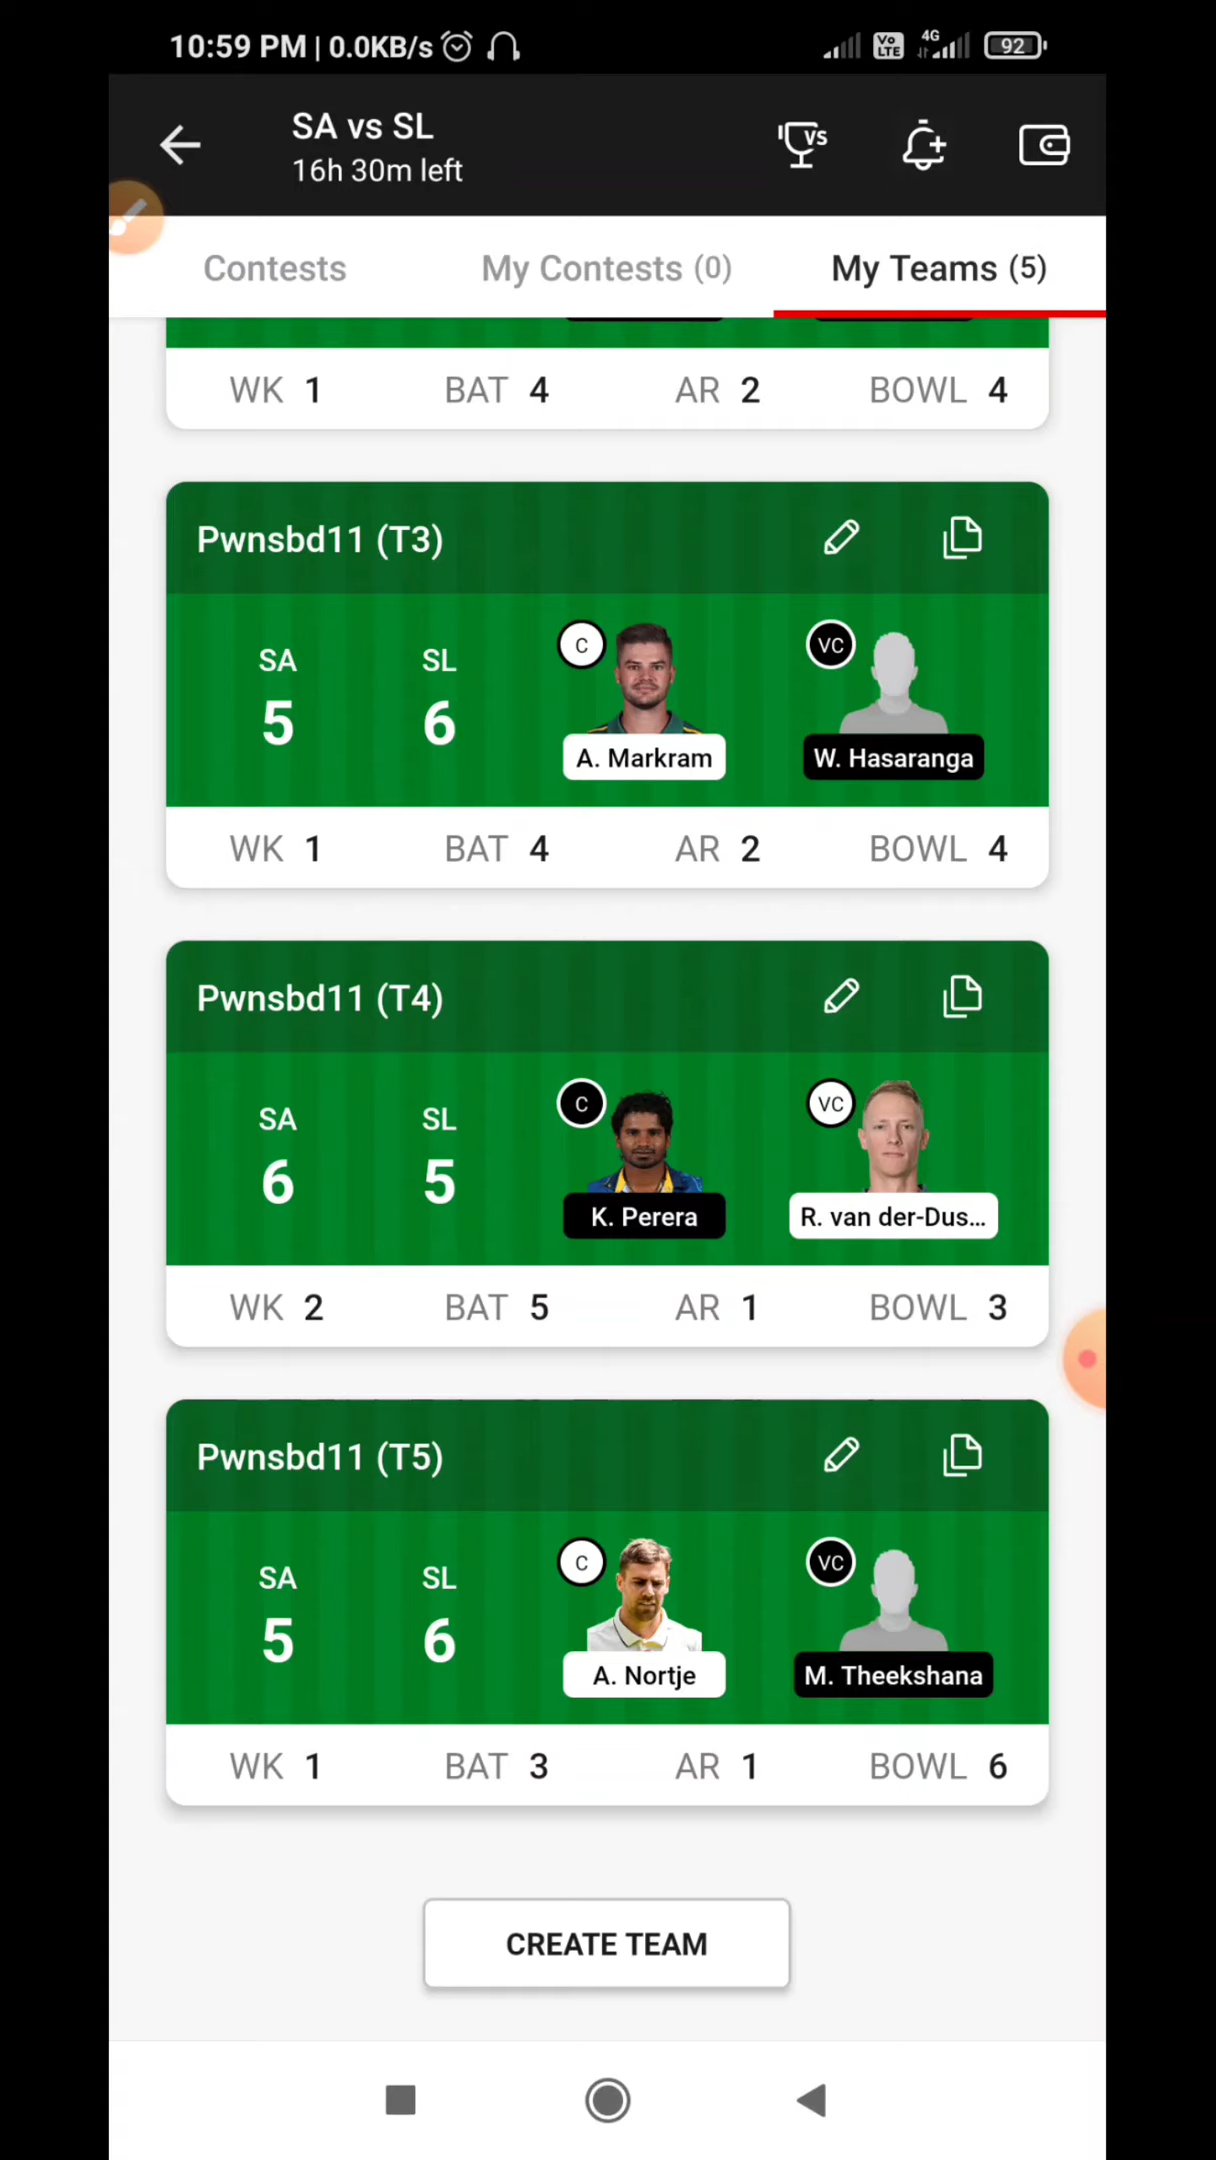 10:59 PM | 0.0KB/s Vo LTE 4G 92
SA vs SL
16h 30m left
VS
Contests My Contests (0) My Teams (5)
WK 1 BAT 4 AR 2 BOWL 4
Pwnsbd11 (T3)
SA SL C VC
5 6
A. Markram W. Hasaranga
WK 1 BAT 4 AR 2 BOWL 4
Pwnsbd11 (T4)
SA SL C VC
6 5
K. Perera R. van der-Dus...
WK 2 BAT 5 AR 1 BOWL 3
Pwnsbd11 (T5)
SA SL C VC
5 6
A. Nortje M. Theekshana
WK 1 BAT 3 AR 1 BOWL 6
CREATE TEAM